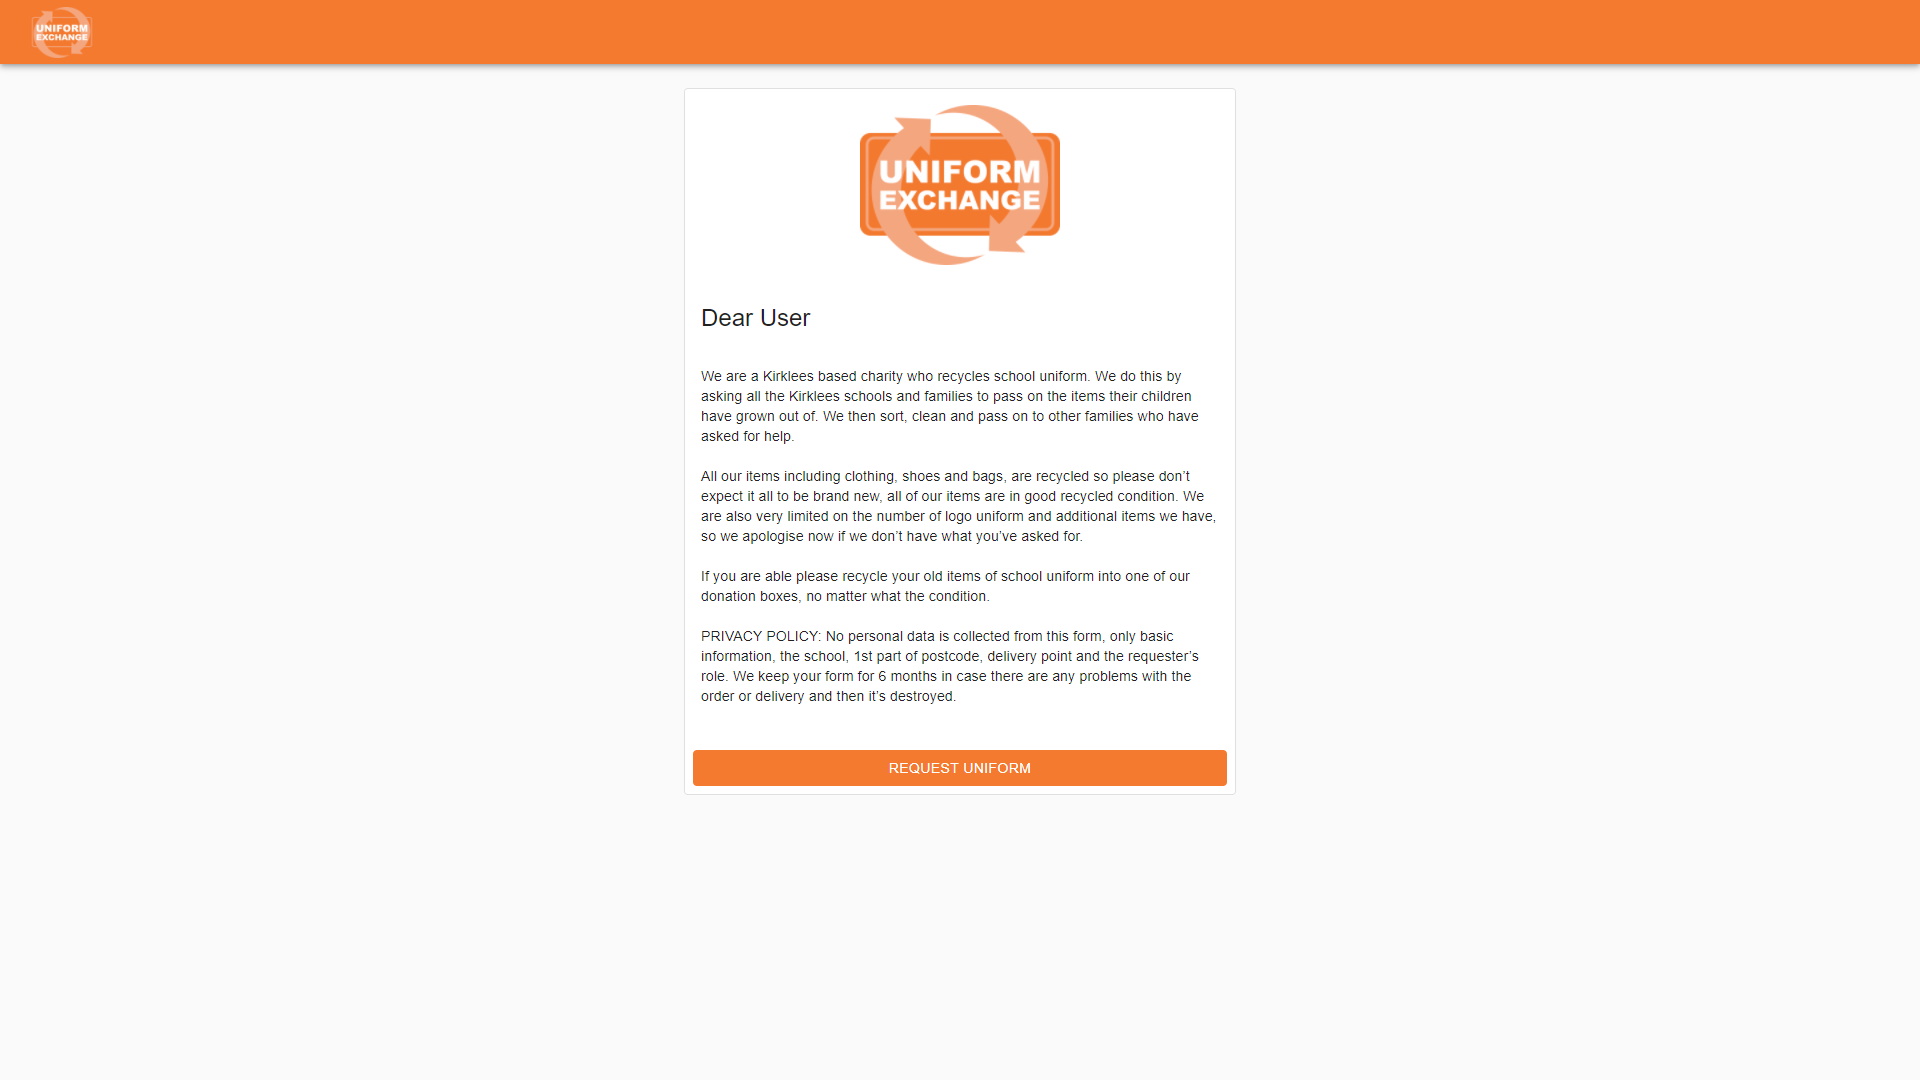 UNIFORM
EXCHANGE
UNIFORM
EXCHANGE
Dear User
We are a Kirklees based charity who recycles school uniform. We do this by
asking all the Kirklees schools and families to pass on the items their children
have grown out of. We then sort, clean and pass on to other families who have
asked for help.
All our items including clothing, shoes and bags, are recycled so please don’t
expect it all to be brand new, all of our items are in good recycled condition. We
are also very limited on the number of logo uniform and additional items we have,
so we apologise now if we don’t have what you’ve asked for.
If you are able please recycle your old items of school uniform into one of our
donation boxes, no matter what the condition.
PRIVACY POLICY: No personal data is collected from this form, only basic
information, the school, 1st part of postcode, delivery point and the requester’s
role. We keep your form for 6 months in case there are any problems with the
order or delivery and then it’s destroyed.
REQUEST UNIFORM